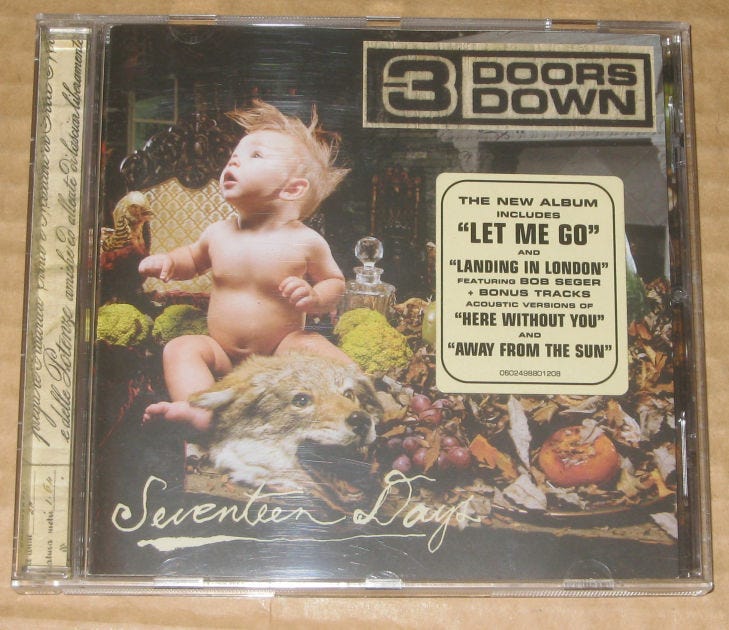 3 DOORS
DOWN
THE NEW ALBUM
INCLUDES
"LET ME GO"
AND
"LANDING IN LONDON"
FEATURING BOB SEGER
+ BONUS TRACKS
ACOUSTIC VERSIONS OF
"HERE WITHOUT YOU"
AND
"AWAY FROM THE SUN"
0602498801208
Seventeen Days